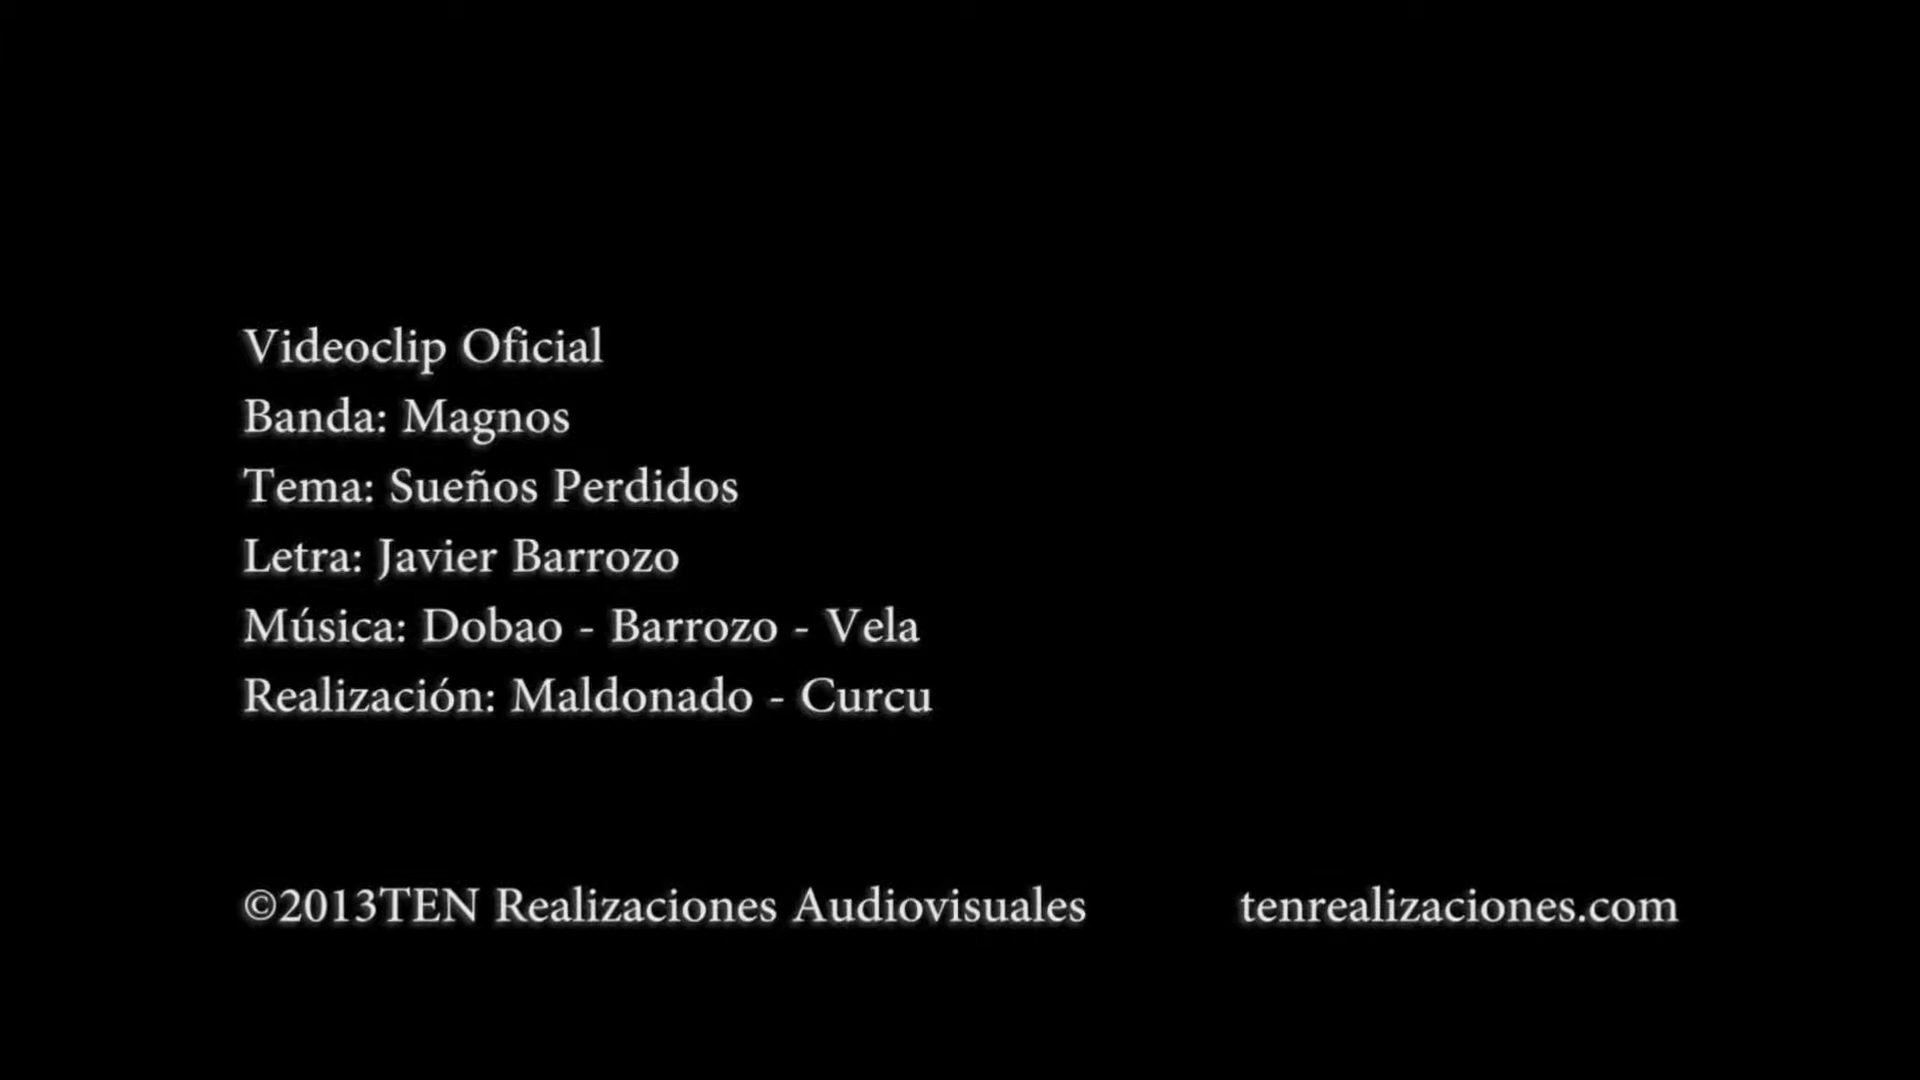 Videoclip Oficial
Banda: Magnos
Tema: Sueños Perdidos
Letra: Javier Barrozo
Música: Dobao - Barrozo - Vela
Realización: Maldonado - Curcu
©2013TEN Realizaciones Audiovisuales tenrealizaciones.com